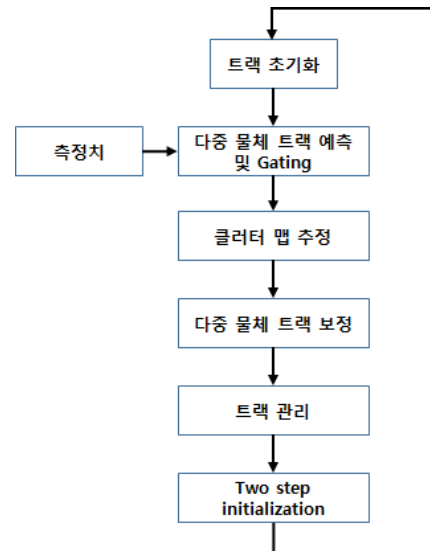 트랙 초기화
측정치
다중 물체 트랙 예측
및 Gating
클러터 맵 추정
다중 물체 트랙 보정
트랙 관리
Two step
initialization